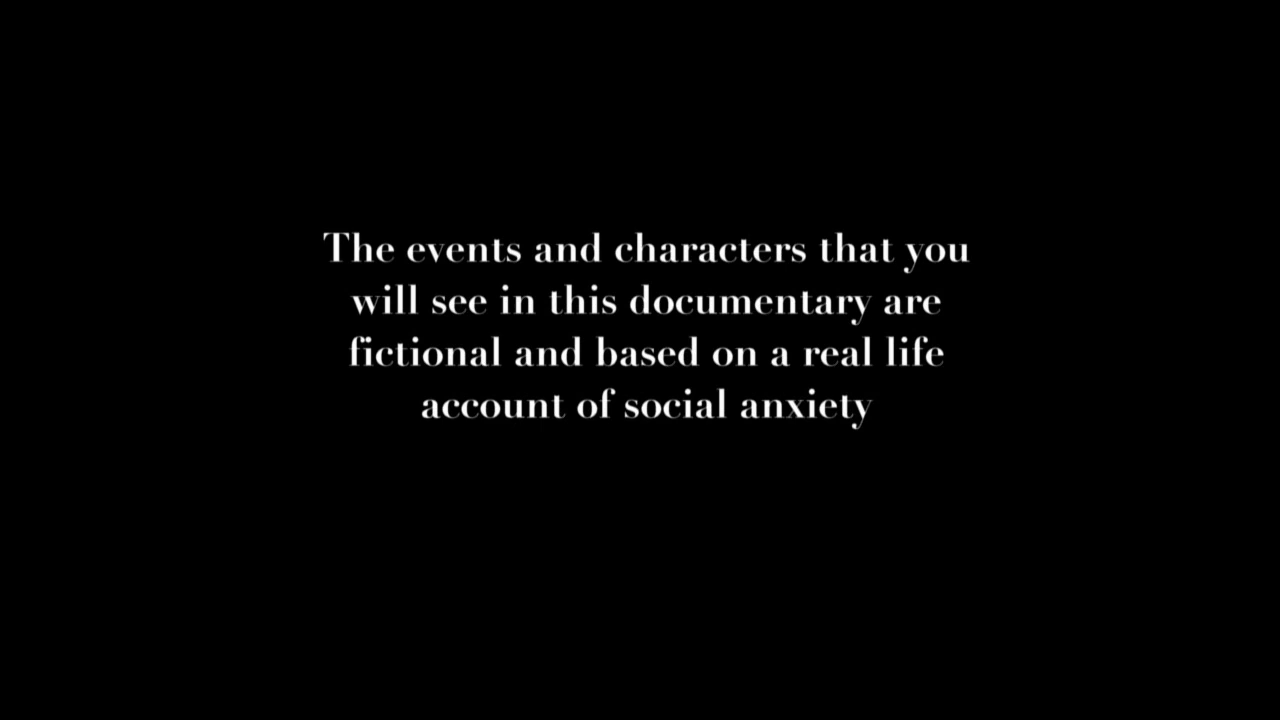 The events and characters that you
will see in this documentary are
fictional and based on a real life
account of social anxiety